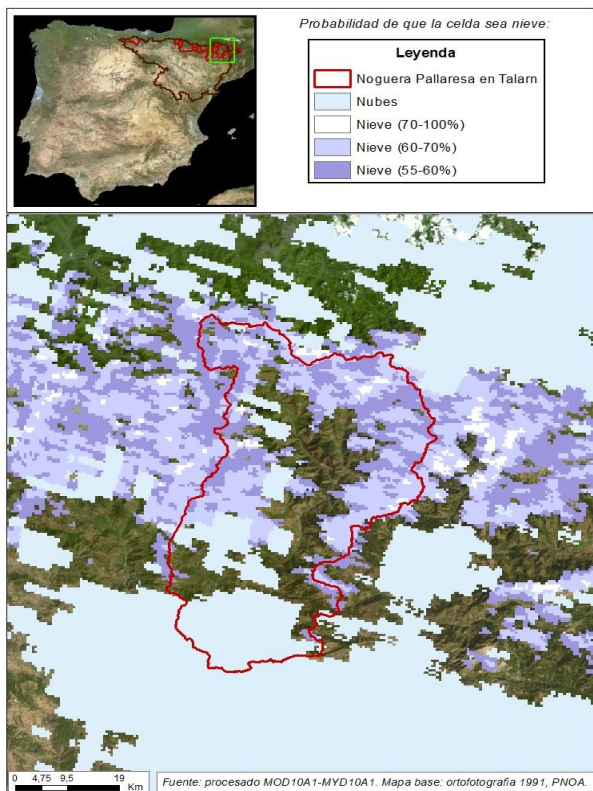 Probabilidad de que la celda sea nieve:
Leyenda
Noguera Pallaresa en Talarn
Nubes
Nieve (70-100%)
Nieve (60-70%)
Nieve (55-60%)
0 4,75 9,5 19
Km
Fuente: procesado MOD10A1-MYD10A1. Mapa base: ortofotografía 1991, PNOA.